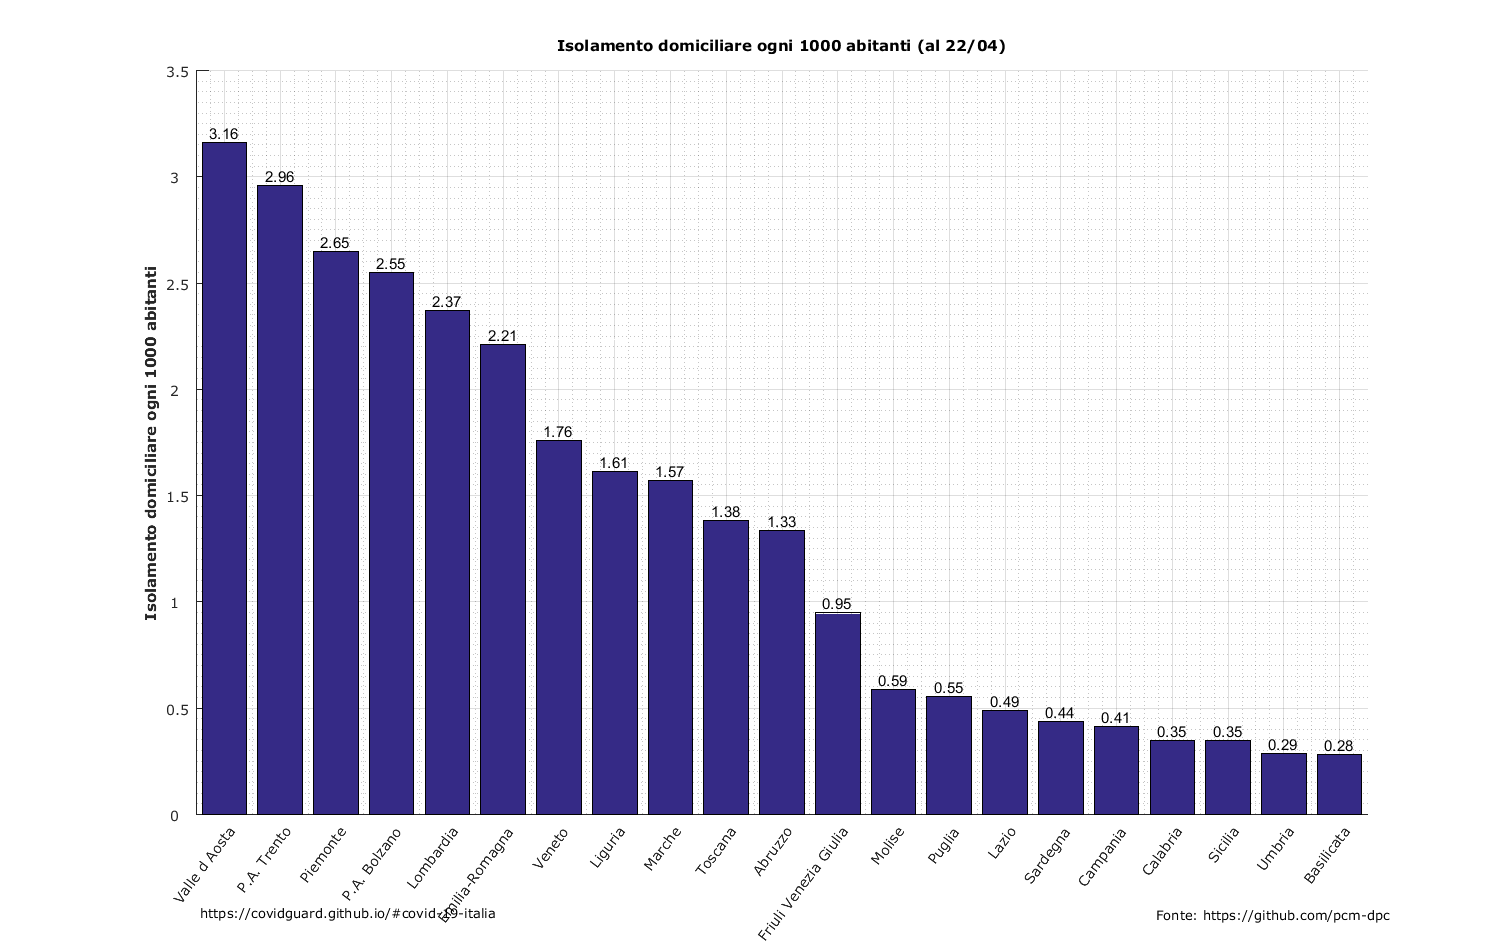 Isolamento domiciliare ogni 1000 abitanti (al 22/04)
Isolamento domiciliare ogni 1000 abitanti
3.5
3
2.5
2
1.5
1
0.5
0
3.16
2.96
2.65
2.55
2.37
2.21
1.76
1.61
1.57
1.38
1.33
0.95
0.59
0.55
0.49
0.44
0.41
0.35
0.35
0.29
0.28
Valle d Aosta
P.A. Trento
Piemonte
P.A. Bolzano
Lombardia
Emilia-Romagna
Veneto
Liguria
Marche
Toscana
Abruzzo
Friuli Venezia Giulia
Molise
Puglia
Lazio
Sardegna
Campania
Calabria
Sicilia
Umbria
Basilicata
https://covidguard.github.io/#covid-19-italia
Fonte: https://github.com/pcm-dpc